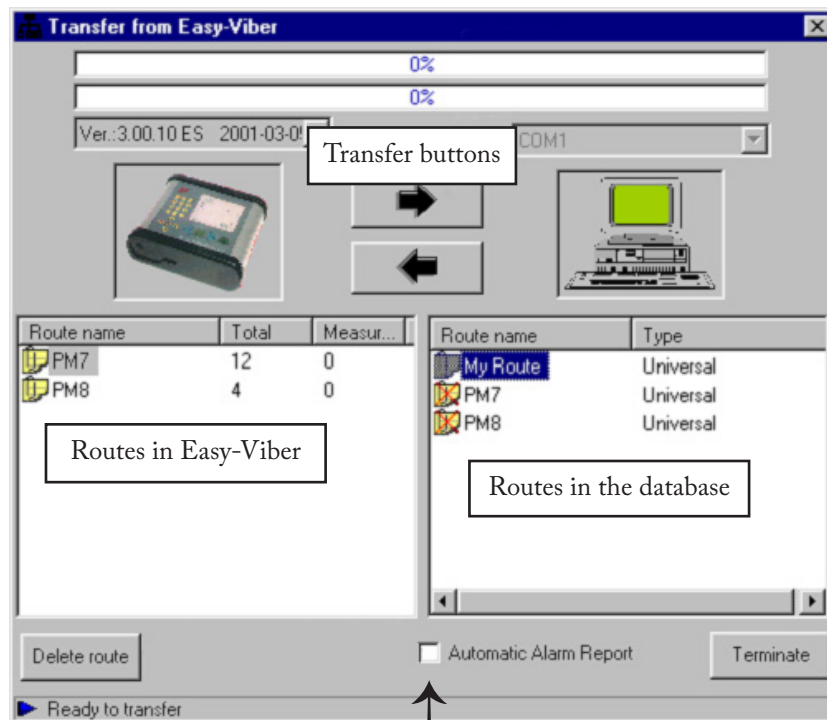 Transfer from Easy-Viber
0%
0%
Ver.:3.00.10 ES 2001-03-0
COM1
Transfer buttons
Route name Total Measur...
PM7 12 0
PM8 4 0
Routes in Easy-Viber
Route name Type
My Route Universal
PM7 Universal
PM8 Universal
Routes in the database
Delete route
Automatic Alarm Report
Terminate
Ready to transfer